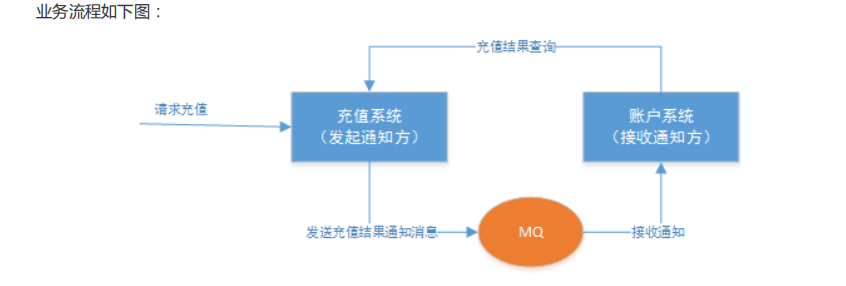 业务流程如下图：
充值结果查询
请求充值
充值系统
（发起通知方）
账户系统
（接收通知方）
发送充值结果通知消息
MQ
接收通知